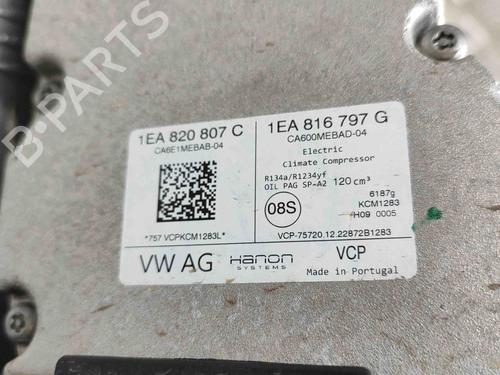 1EA 820 807 C
CA6E1MEBAB-04
*757 VCPKCM1283L*
1EA 816 797 G
CA600MEBAD-04
Electric
Climate Compressor
R134a/R1234yf
OIL PAG SP-A2 120 cm³
6187g
08S
KCM1283
/H09 0005
VCP-75720.12.22872B1283
VW AG
Hanon
SYSTEMS
VCP
Made in Portugal
B-PARTS